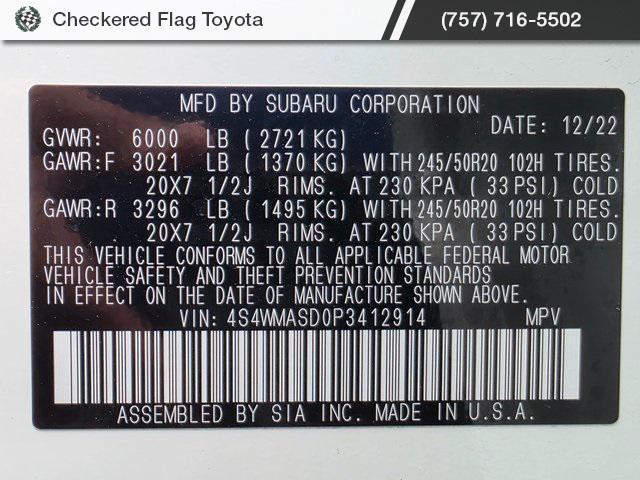 Checkered Flag Toyota
(757) 716-5502
MFD BY SUBARU CORPORATION
DATE: 12/22
GVWR: 6000 LB (2721 KG)
GAWR:F 3021 LB (1370 KG) WITH 245/50R20 102H TIRES.
20X7 1/2J RIMS. AT 230 KPA (33 PSI) COLD
GAWR:R 3296 LB (1495 KG) WITH 245/50R20 102H TIRES.
20X7 1/2J RIMS. AT 230 KPA (33 PSI) COLD
THIS VEHICLE CONFORMS TO ALL APPLICABLE FEDERAL MOTOR
VEHICLE SAFETY AND THEFT PREVENTION STANDARDS
IN EFFECT ON THE DATE OF MANUFACTURE SHOWN ABOVE.
VIN: 4S4WMASD0P3412914 MPV
ASSEMBLED BY SIA INC. MADE IN U.S.A.